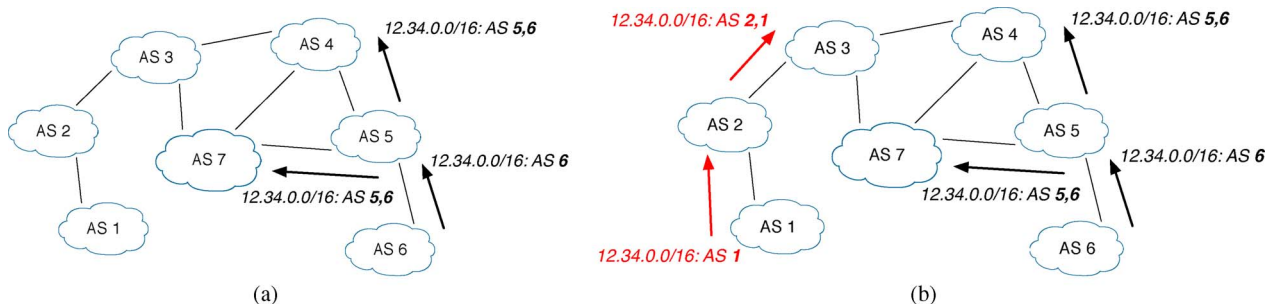 AS 3
AS 4
12.34.0.0/16: AS 5,6
AS 2
AS 5
AS 7
12.34.0.0/16: AS 6
12.34.0.0/16: AS 5,6
AS 1
AS 6
(a)
12.34.0.0/16: AS 2,1
AS 3
AS 4
12.34.0.0/16: AS 5,6
AS 2
AS 5
AS 7
12.34.0.0/16: AS 6
12.34.0.0/16: AS 5,6
AS 1
AS 6
12.34.0.0/16: AS 1
(b)